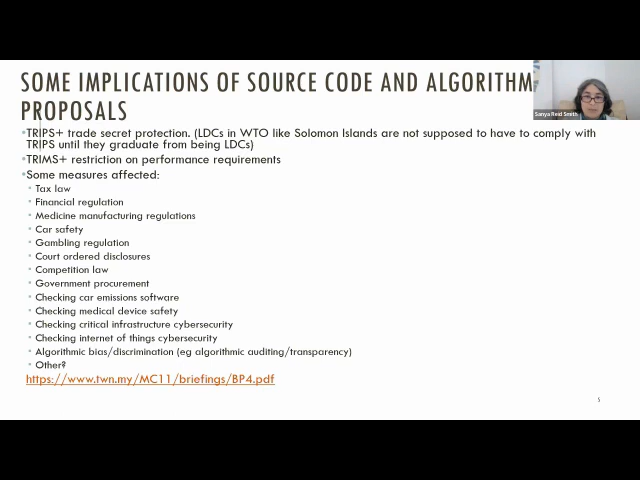 SOME IMPLICATIONS OF SOURCE CODE AND ALGORITHM
PROPOSALS
Sanya Reid Smith
•TRIPS+ trade secret protection. (LDCs in WTO like Solomon Islands are not supposed to have to comply with
TRIPS until they graduate from being LDCs)
•TRIMS+ restriction on performance requirements
•Some measures affected:
• Tax law
• Financial regulation
• Medicine manufacturing regulations
• Car safety
• Gambling regulation
• Court ordered disclosures
• Competition law
• Government procurement
• Checking car emissions software
• Checking medical device safety
• Checking critical infrastructure cybersecurity
• Checking internet of things cybersecurity
• Algorithmic bias/discrimination (eg algorithmic auditing/transparency)
• Other?
https://www.twn.my/MC11/briefings/BP4.pdf
5